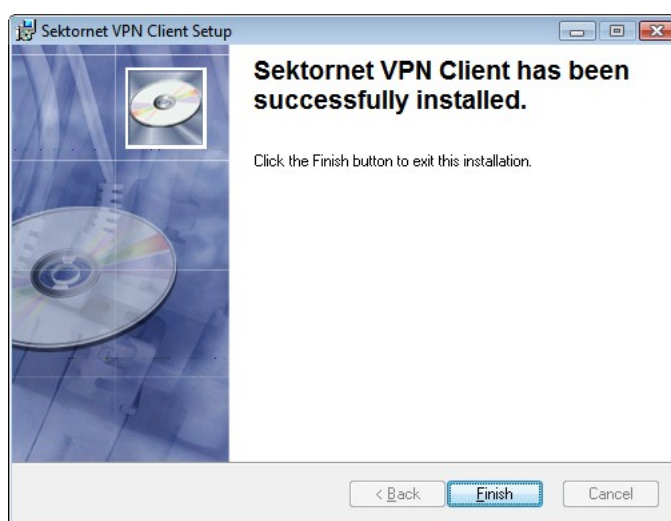 Sektornet VPN Client Setup
Sektornet VPN Client has been
successfully installed.
Click the Finish button to exit this installation.
< Back
Finish
Cancel